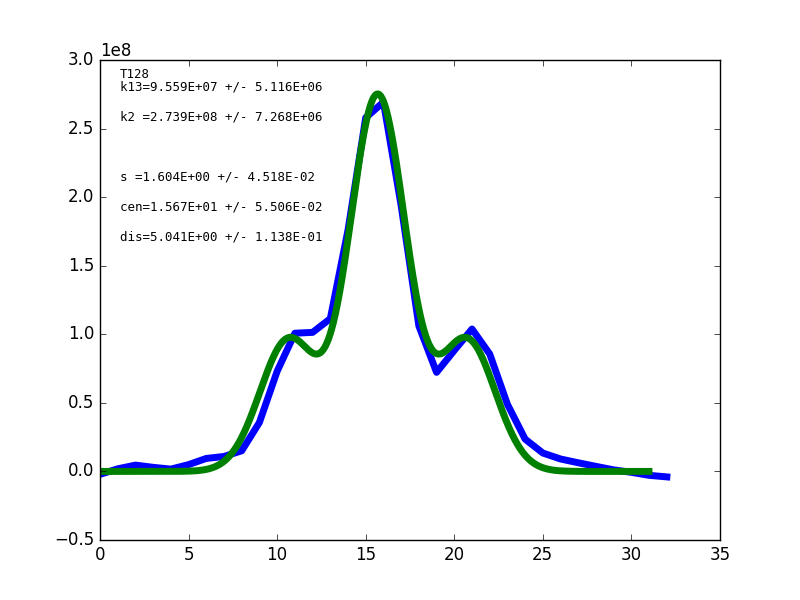 1e8
3.0
T128
k13=9.559E+07 +/- 5.116E+06
k2 =2.739E+08 +/- 7.268E+06
2.5
s =1.604E+00 +/- 4.518E-02
2.0
cen=1.567E+01 +/- 5.506E-02
dis=5.041E+00 +/- 1.138E-01
1.5
1.0
0.5
0.0
−0.5
0 5 10 15 20 25 30 35